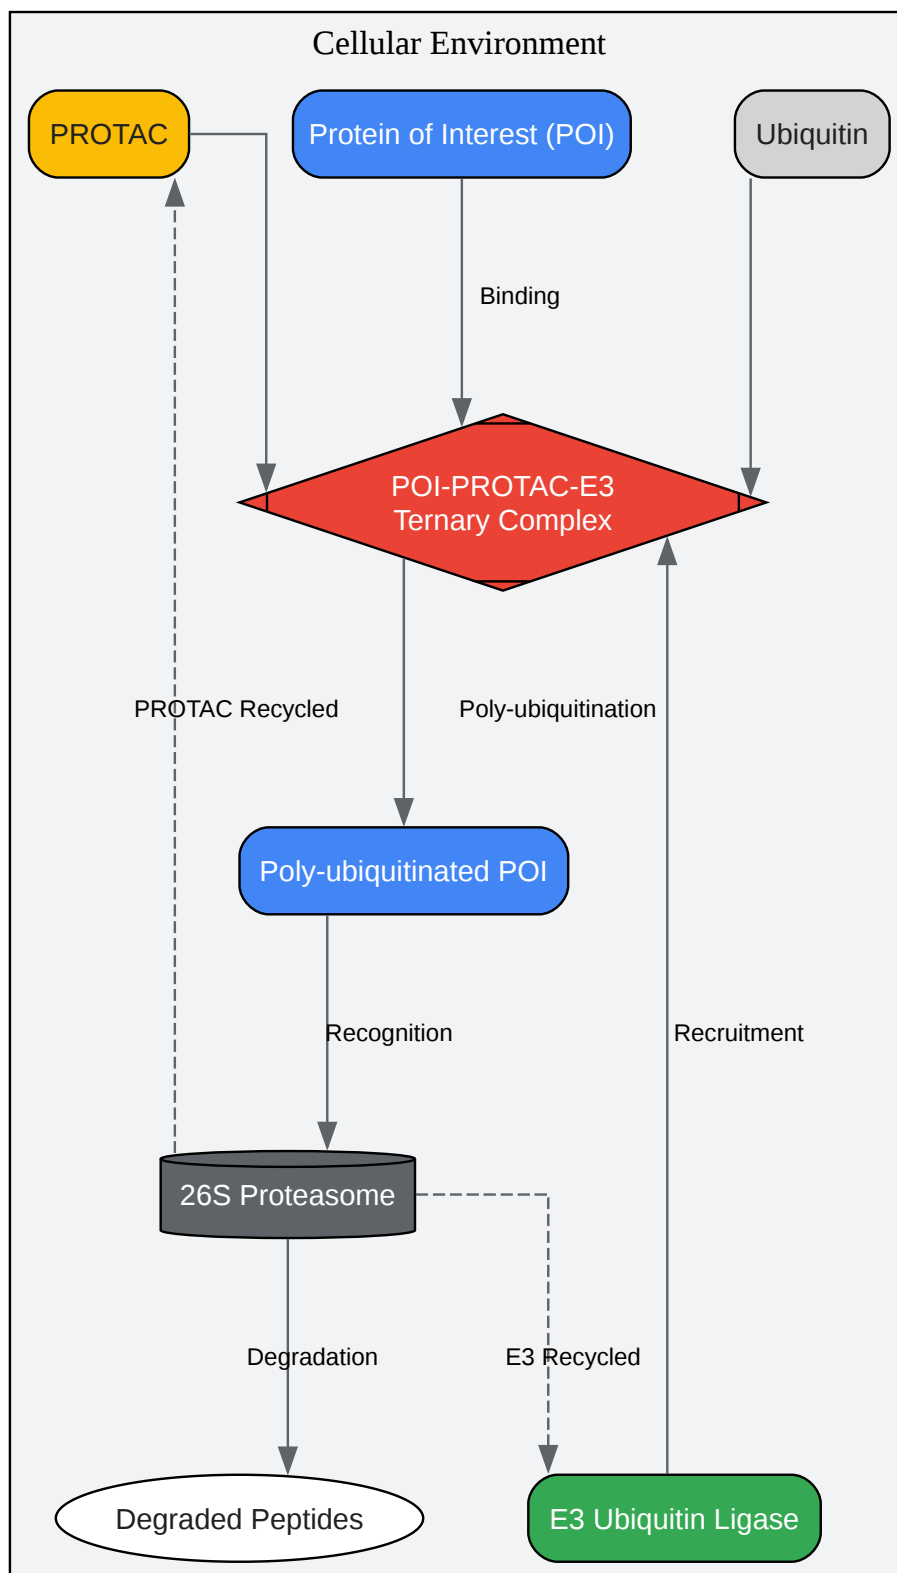 Cellular Environment
PROTAC
Protein of Interest (POI)
Ubiquitin
Binding
POI-PROTAC-E3
Ternary Complex
PROTAC Recycled
Poly-ubiquitination
Poly-ubiquitinated POI
Recognition
Recruitment
26S Proteasome
Degradation
E3 Recycled
Degraded Peptides
E3 Ubiquitin Ligase